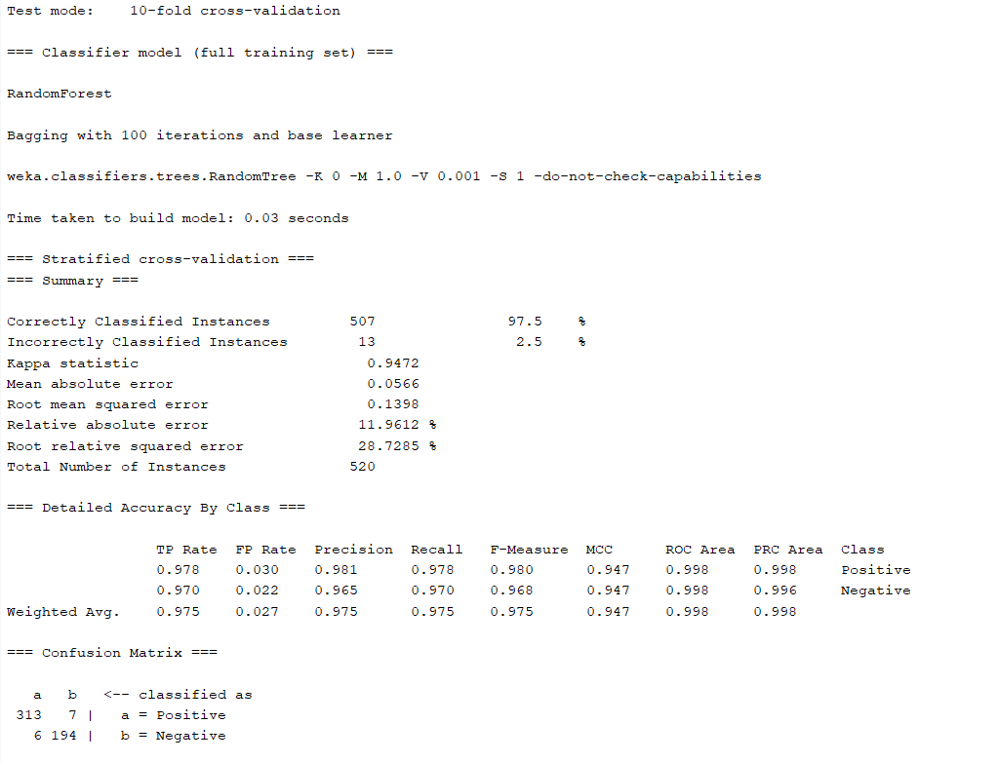 Test mode:    10-fold cross-validation
=== Classifier model (full training set) ===
RandomForest
Bagging with 100 iterations and base learner
weka.classifiers.trees.RandomTree -K 0 -M 1.0 -V 0.001 -S 1 -do-not-check-capabilities
Time taken to build model: 0.03 seconds
=== Stratified cross-validation ===
=== Summary ===
Correctly Classified Instances         507               97.5    %
Incorrectly Classified Instances        13                2.5    %
Kappa statistic                          0.9472
Mean absolute error                      0.0566
Root mean squared error                  0.1398
Relative absolute error                 11.9612 %
Root relative squared error             28.7285 %
Total Number of Instances              520
=== Detailed Accuracy By Class ===
                 TP Rate  FP Rate  Precision  Recall   F-Measure  MCC      ROC Area  PRC Area  Class
                 0.978    0.030    0.981      0.978    0.980      0.947    0.998     0.998     Positive
                 0.970    0.022    0.965      0.970    0.968      0.947    0.998     0.996     Negative
Weighted Avg.    0.975    0.027    0.975      0.975    0.975      0.947    0.998     0.998
=== Confusion Matrix ===
   a   b   <-- classified as
 313   7 |   a = Positive
   6 194 |   b = Negative